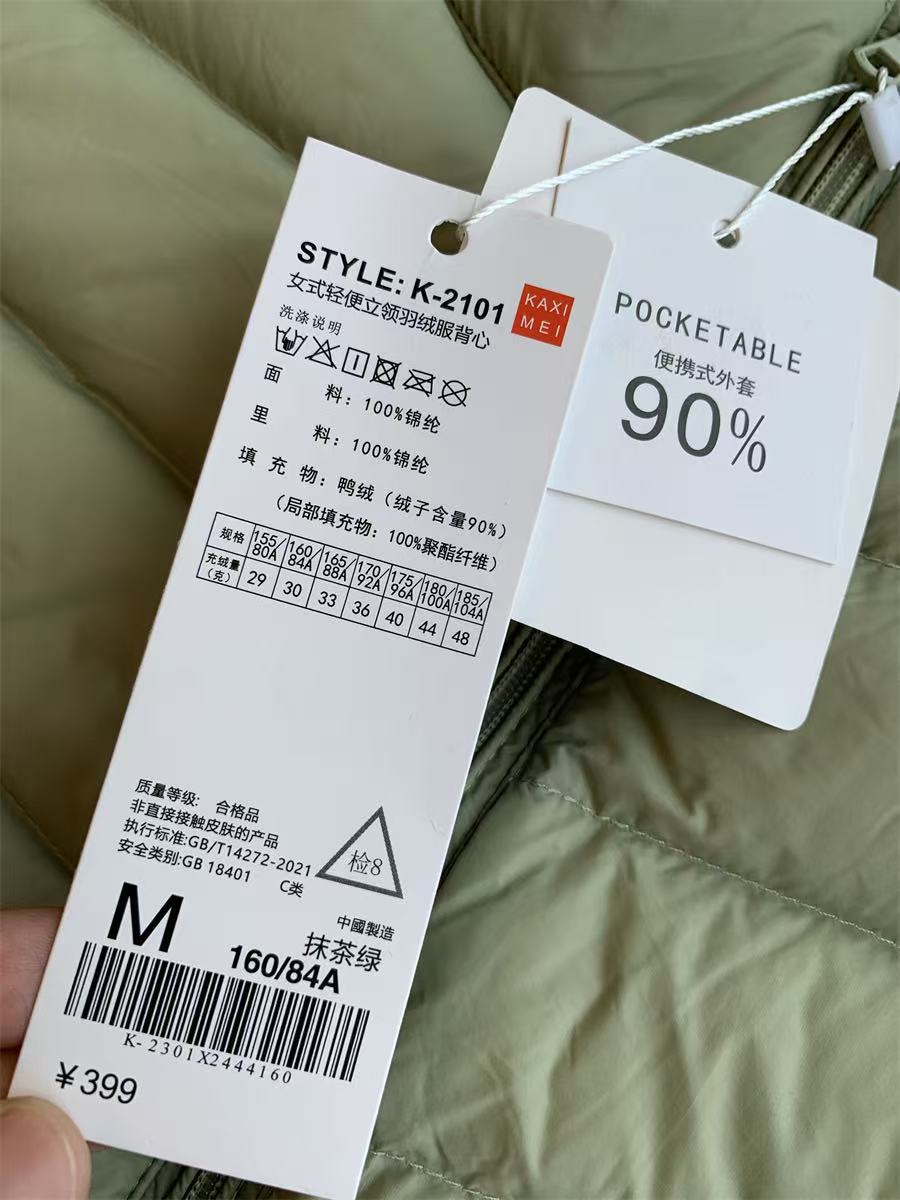 STYLE: K-2101
女式轻便立领羽绒服背心
KAXI
MEI
洗涤说明
面 料：100%锦纶
里 料：100%锦纶
填 充 物：鸭绒（绒子含量90%）
（局部填充物：100%聚酯纤维）
规格 155/80A 160/84A 165/88A 170/92A 175/96A 180/100A 185/104A
充绒量（克） 29 30 33 36 40 44 48
质量等级: 合格品
非直接接触皮肤的产品
执行标准:GB/T14272-2021
安全类别:GB 18401 C类
检8
中國製造
M
抹茶绿
160/84A
K-2301X2444160
¥399
POCKETABLE
便携式外套
90%